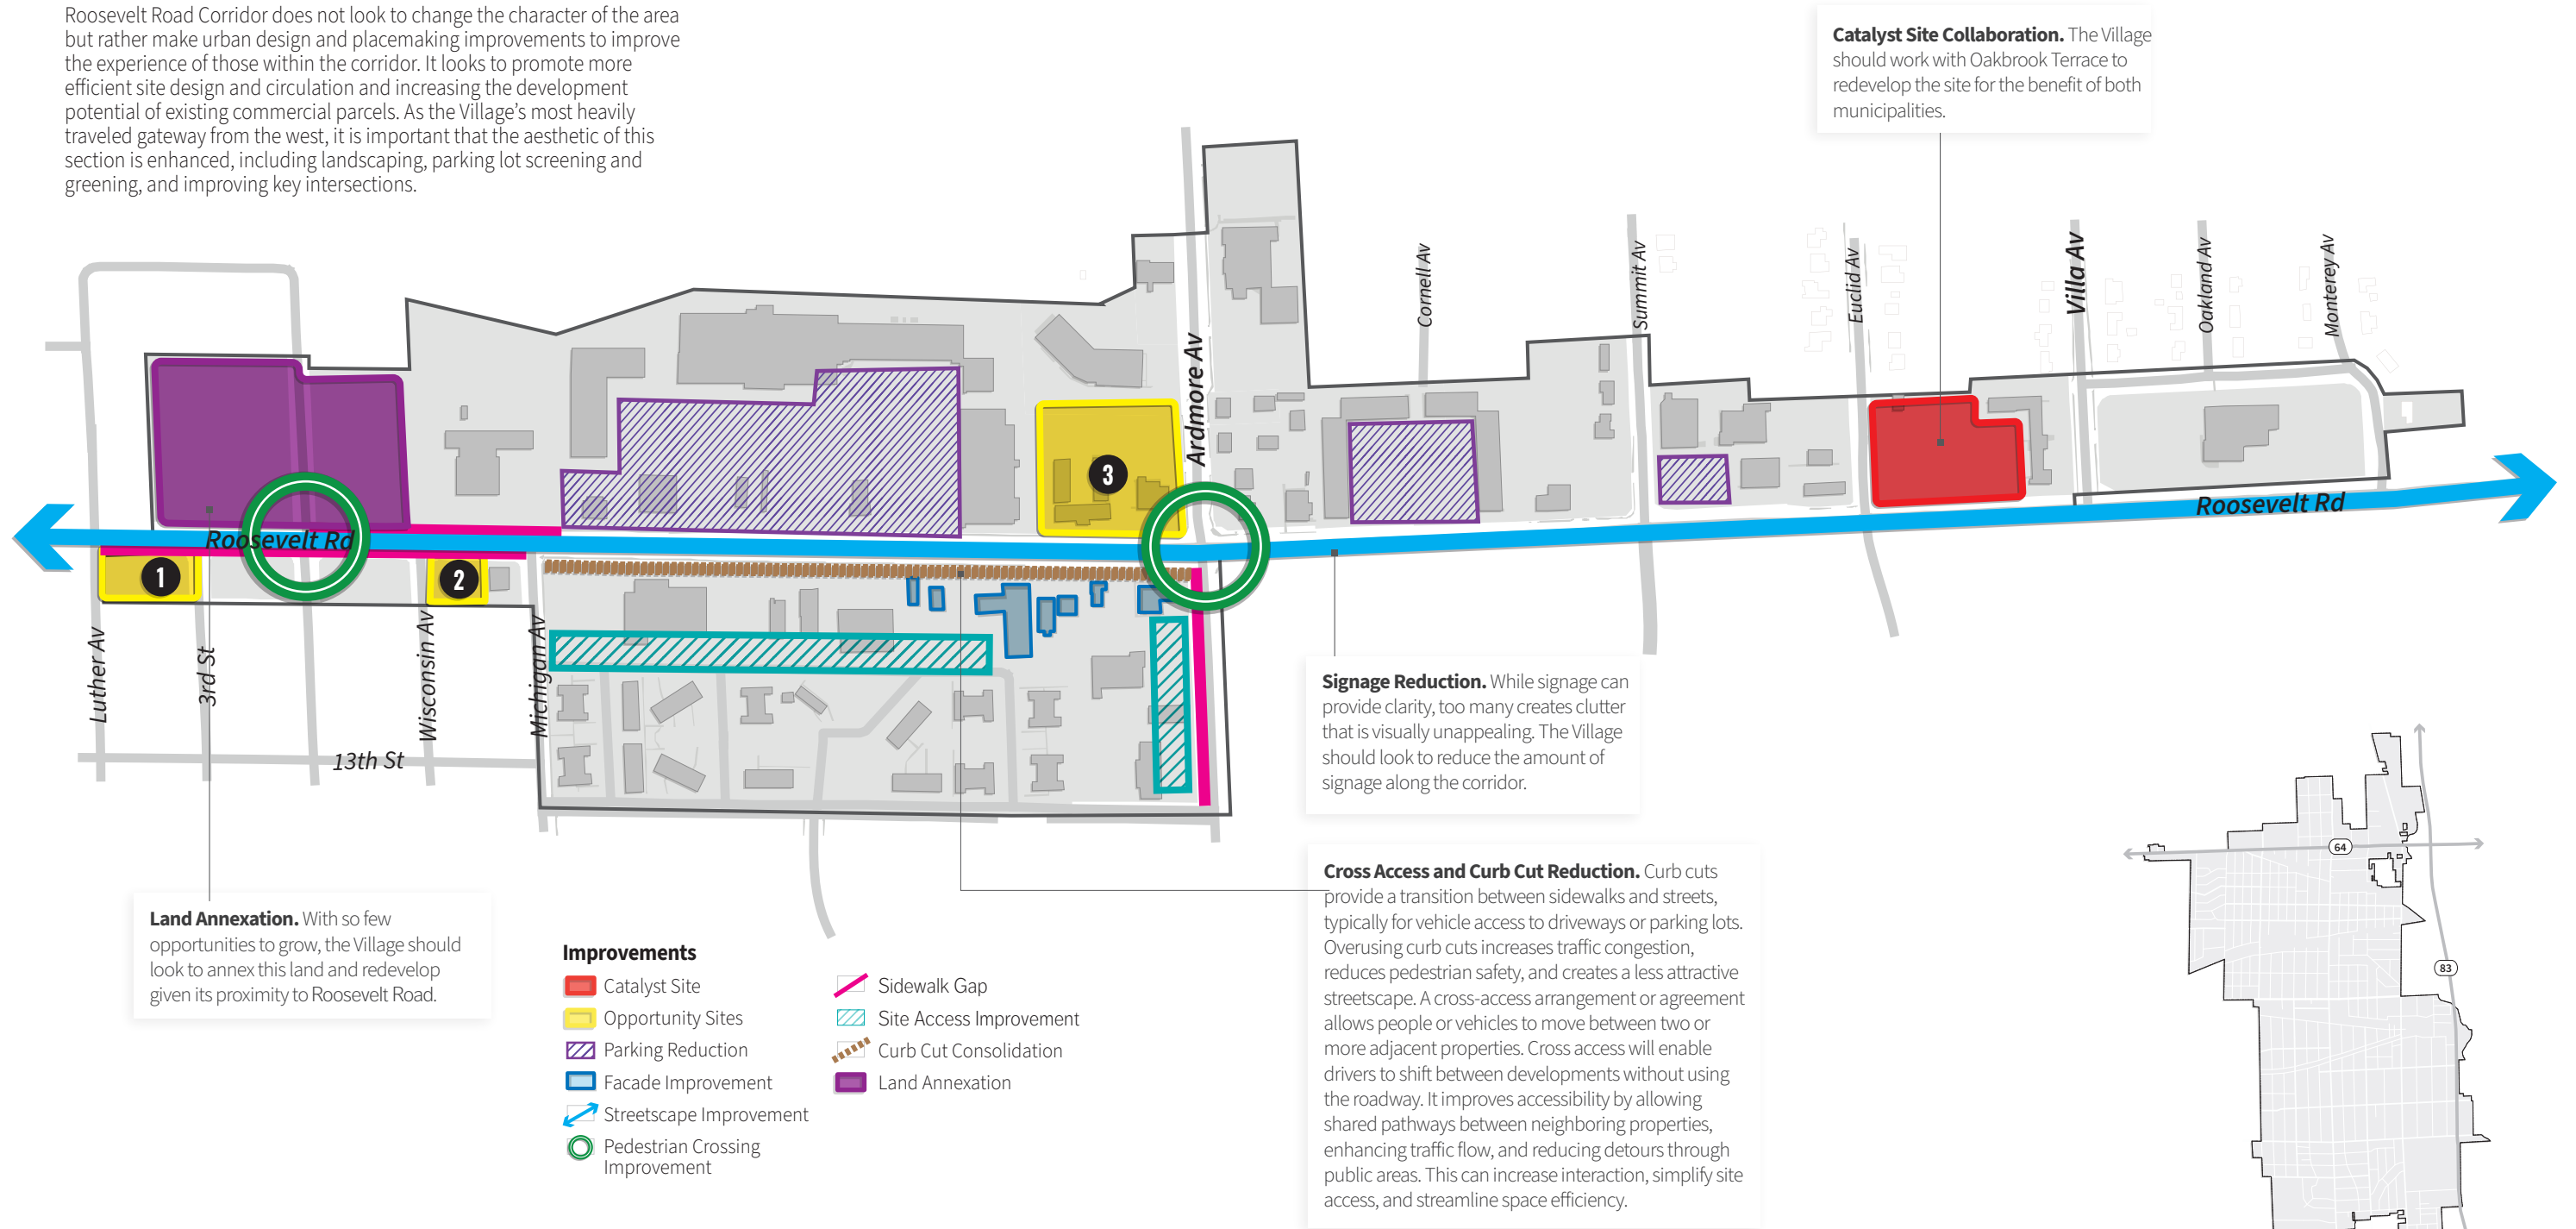 Roosevelt Road Corridor does not look to change the character of the area
but rather make urban design and placemaking improvements to improve
the experience of those within the corridor. It looks to promote more
efficient site design and circulation and increasing the development
potential of existing commercial parcels. As the Village's most heavily
traveled gateway from the west, it is important that the aesthetic of this
section is enhanced, including landscaping, parking lot screening and
greening, and improving key intersections.
Catalyst Site Collaboration. The Village
should work with Oakbrook Terrace to
redevelop the site for the benefit of both
municipalities.
Ardmore Av
Cornell Av
Summit Av
Euclid Av
Villa Av
Oakland Av
Monterey Av
3
Roosevelt Rd
Roosevelt Rd
1
2
Luther Av
3rd St
Wisconsin Av
Michigan Av
13th St
Signage Reduction. While signage can
provide clarity, too many creates clutter
that is visually unappealing. The Village
should look to reduce the amount of
signage along the corridor.
Land Annexation. With so few
opportunities to grow, the Village should
look to annex this land and redevelop
given its proximity to Roosevelt Road.
Improvements
Catalyst Site
Opportunity Sites
Parking Reduction
Facade Improvement
Streetscape Improvement
Pedestrian Crossing
Improvement
Sidewalk Gap
Site Access Improvement
Curb Cut Consolidation
Land Annexation
Cross Access and Curb Cut Reduction. Curb cuts
provide a transition between sidewalks and streets,
typically for vehicle access to driveways or parking lots.
Overusing curb cuts increases traffic congestion,
reduces pedestrian safety, and creates a less attractive
streetscape. A cross-access arrangement or agreement
allows people or vehicles to move between two or
more adjacent properties. Cross access will enable
drivers to shift between developments without using
the roadway. It improves accessibility by allowing
shared pathways between neighboring properties,
enhancing traffic flow, and reducing detours through
public areas. This can increase interaction, simplify site
access, and streamline space efficiency.
64
83